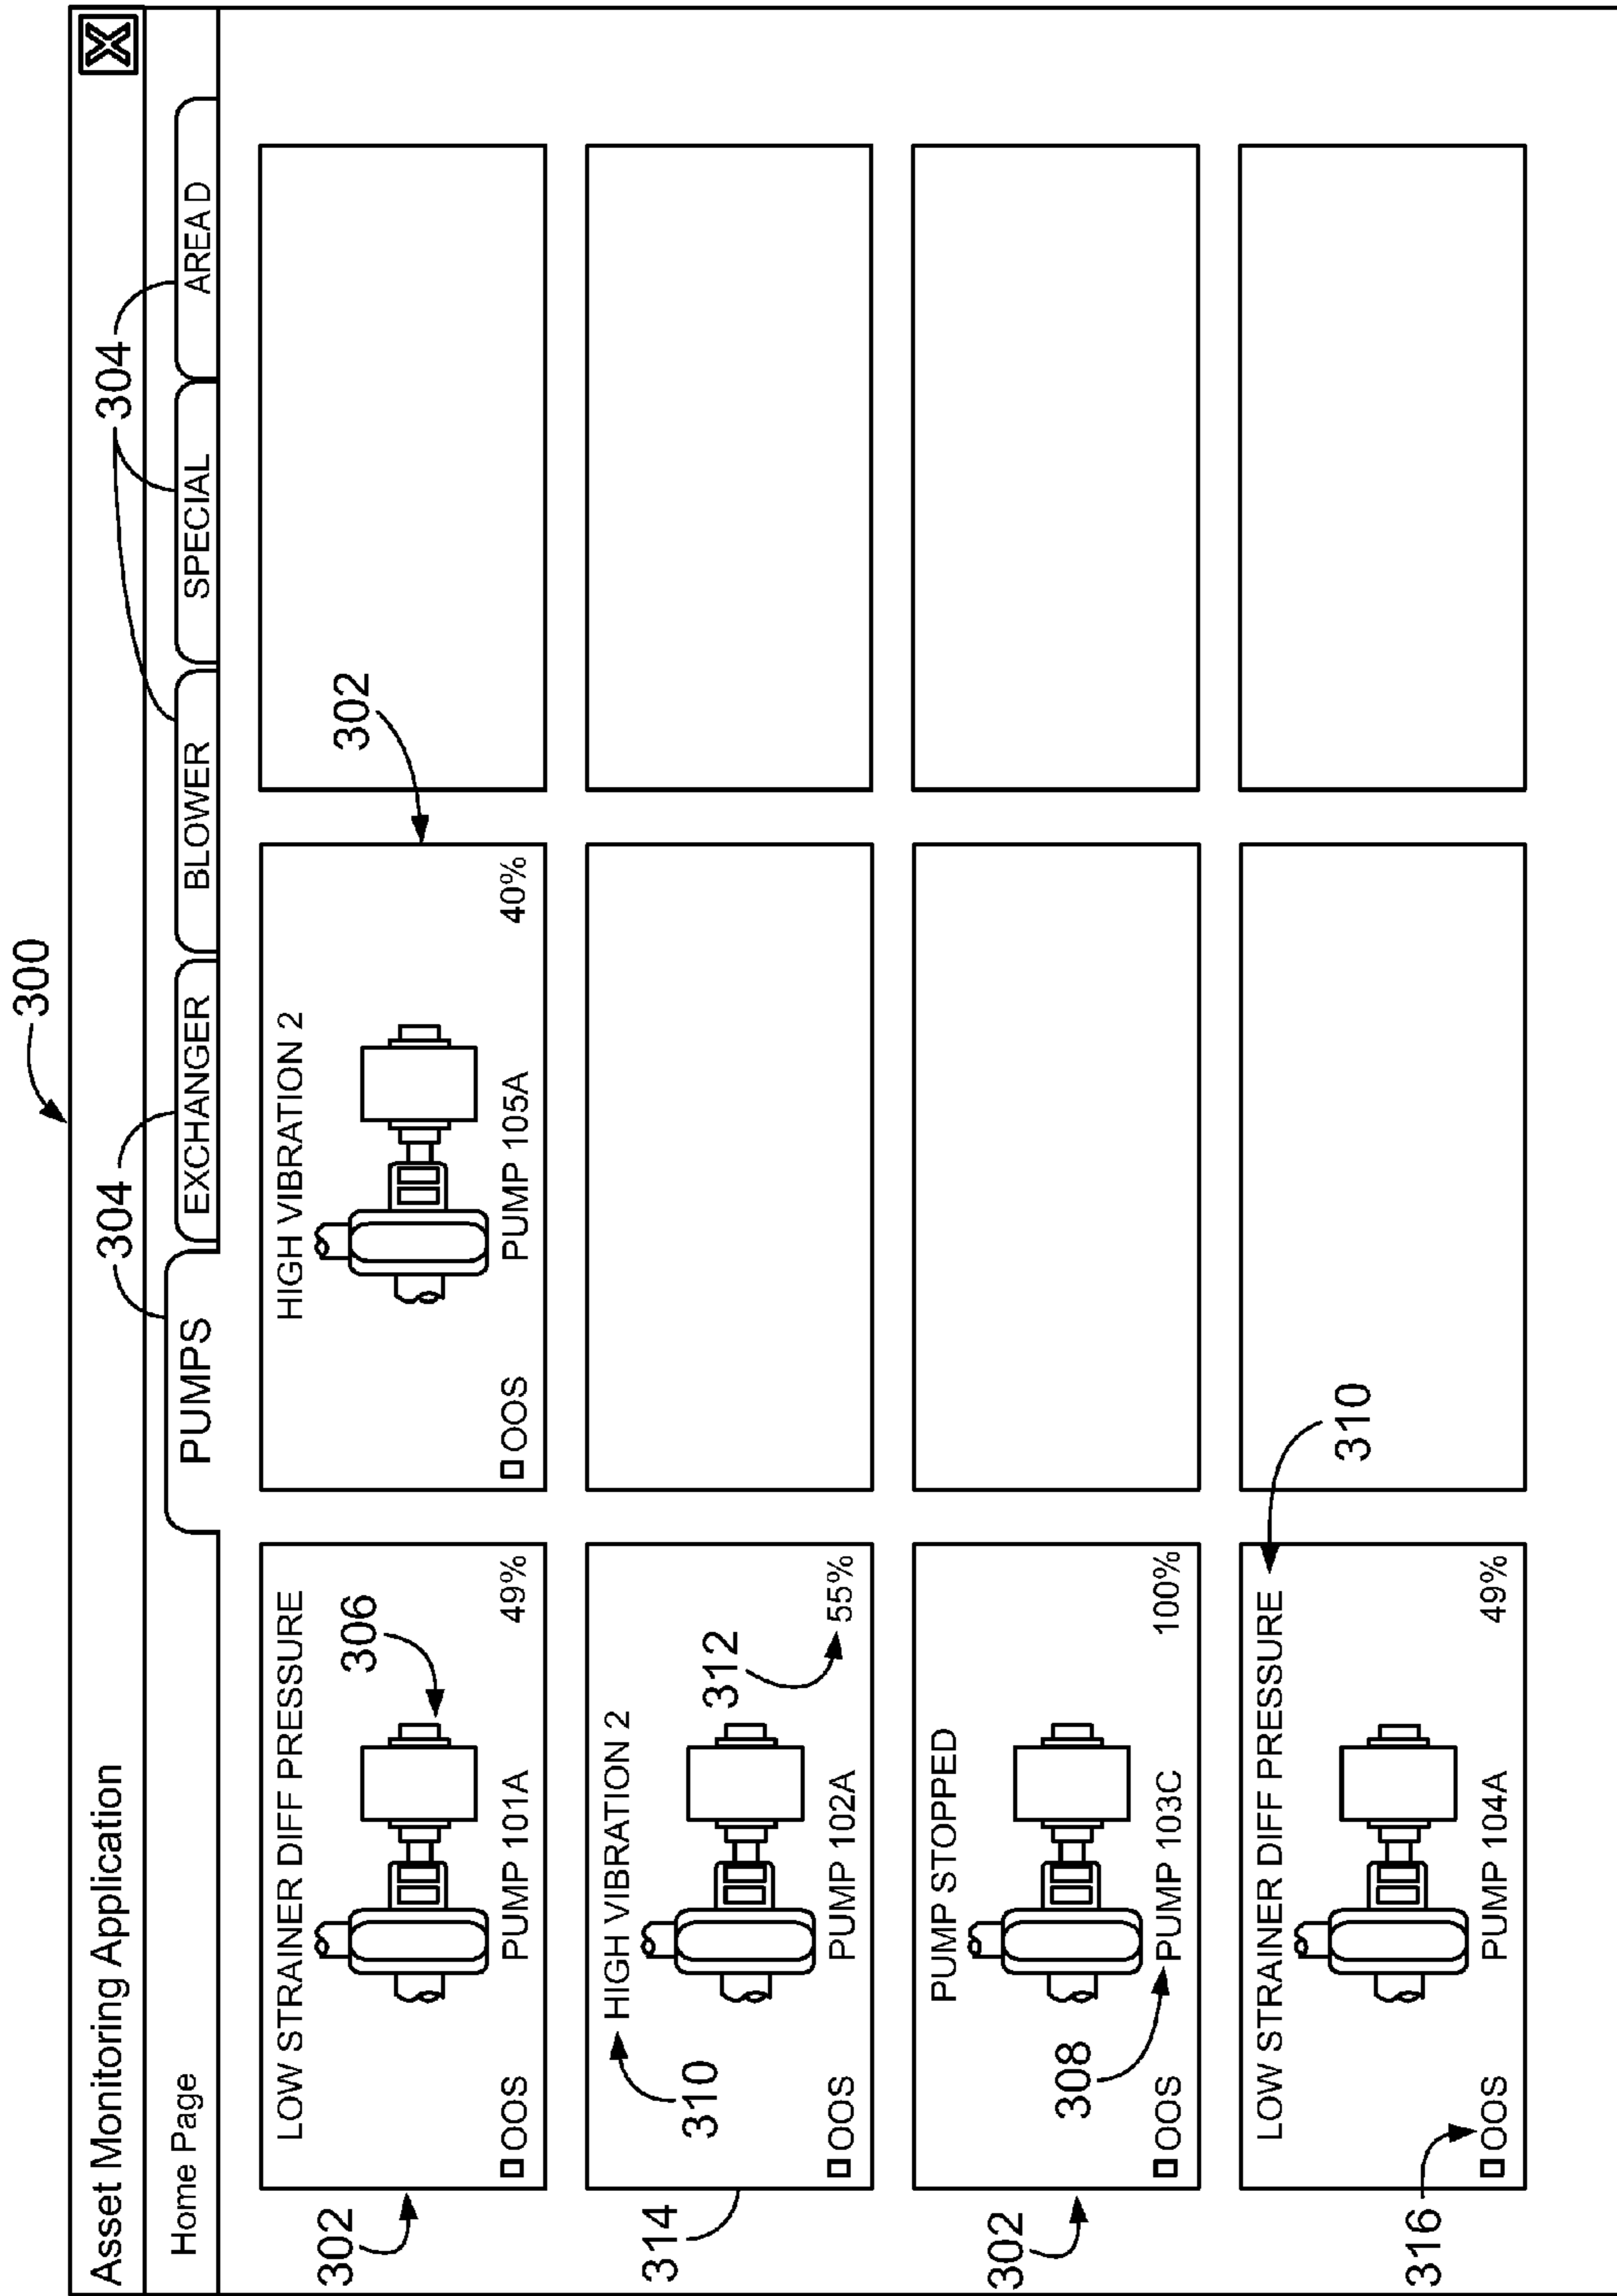 300
Asset Monitoring Application
Home Page
PUMPS
EXCHANGER
BLOWER
SPECIAL
AREA D
304
304
302
LOW STRAINER DIFF PRESSURE
306
OOS
PUMP 101A
49%
HIGH VIBRATION 2
OOS
PUMP 105A
40%
302
314
310
HIGH VIBRATION 2
312
OOS
PUMP 102A
55%
302
PUMP STOPPED
308
OOS
PUMP 103C
100%
310
LOW STRAINER DIFF PRESSURE
316
OOS
PUMP 104A
49%